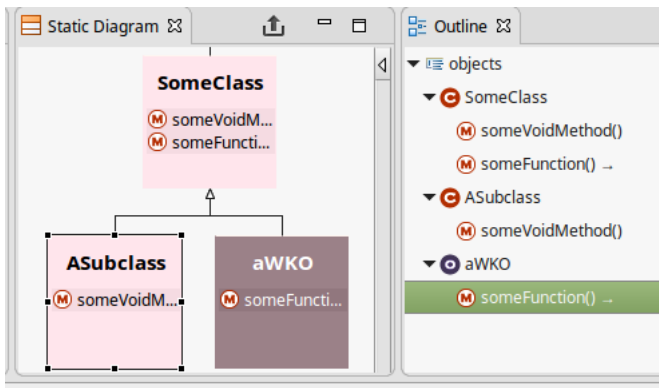 Static Diagram
SomeClass
M someVoidM...
M someFuncti...
ASubclass
M someVoidM...
aWKO
M someFuncti...
Outline
objects
C SomeClass
M someVoidMethod()
M someFunction() →
C ASubclass
M someVoidMethod()
O aWKO
M someFunction() →